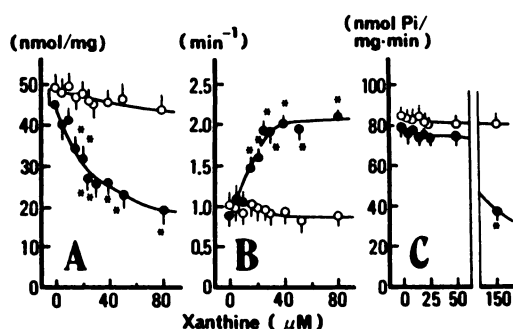 (nmol/mg) (min⁻¹) (nmol Pi/
mg·min)
50 2.5 100
40 2.0 80
30 1.5 60
20 1.0 40
10 0.5 20
0 0 0
A B C
0 40 80 0 40 80 0 25 50 150
Xanthine (μM)